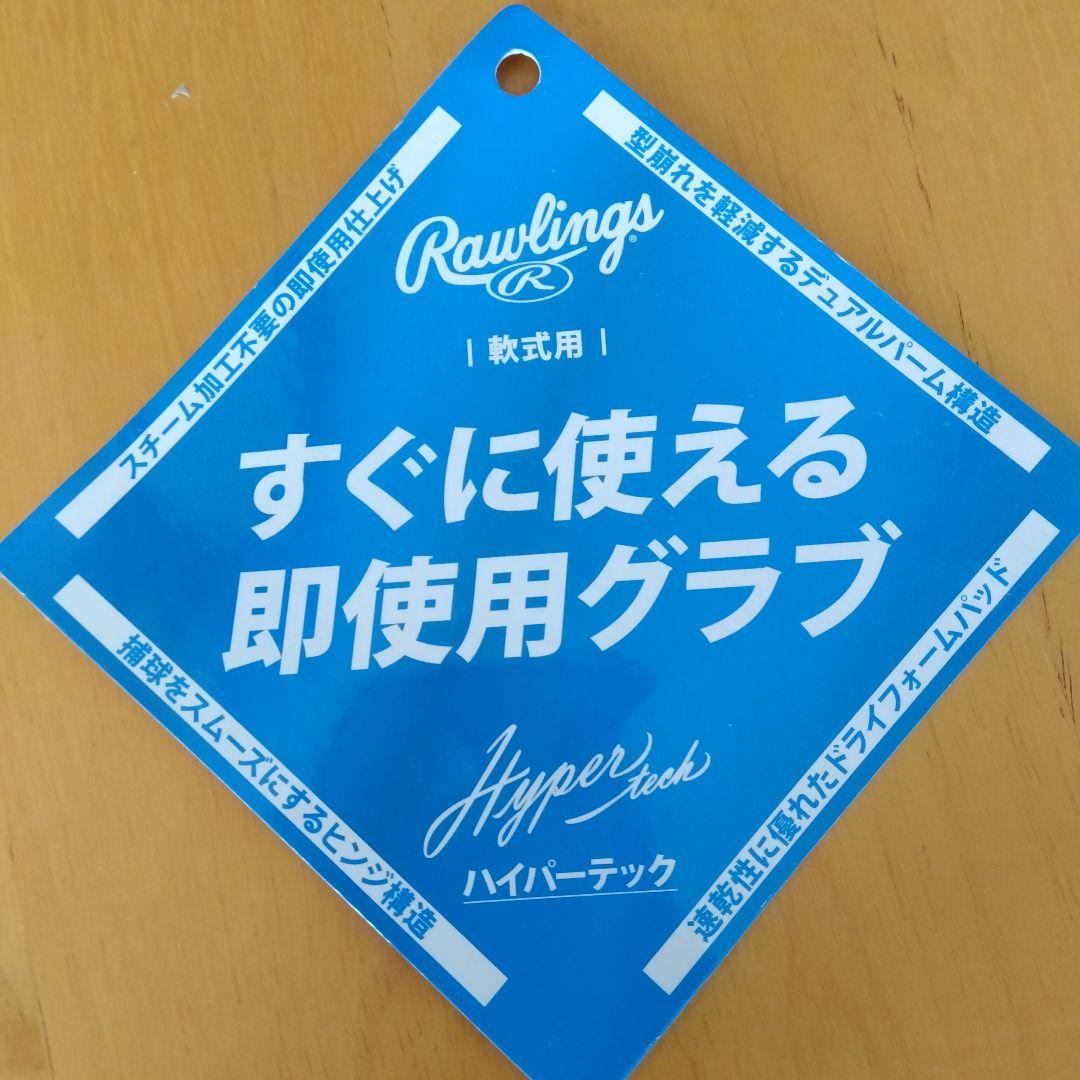 スチーム加工不要の即使用仕上げ
型崩れを軽減するデュアルパーム構造
Rawlings®
R
| 軟式用 |
すぐに使える
即使用グラブ
Hyper tech
ハイパーテック
捕球をスムーズにするヒンジ構造
速乾性に優れたドライフォームパッド